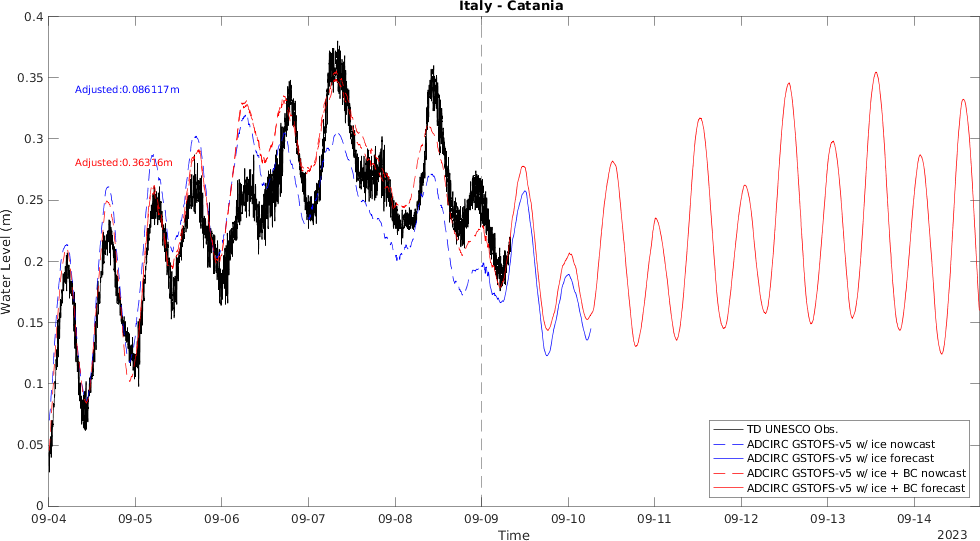 Italy - Catania
0.4
0.35
0.3
0.25
0.2
0.15
0.1
0.05
0
Water Level (m)
Adjusted:0.086117m
Adjusted:0.36376m
TD UNESCO Obs.
ADCIRC GSTOFS-v5 w/ ice nowcast
ADCIRC GSTOFS-v5 w/ ice forecast
ADCIRC GSTOFS-v5 w/ ice + BC nowcast
ADCIRC GSTOFS-v5 w/ ice + BC forecast
09-04 09-05 09-06 09-07 09-08 09-09 09-10 09-11 09-12 09-13 09-14
Time
2023